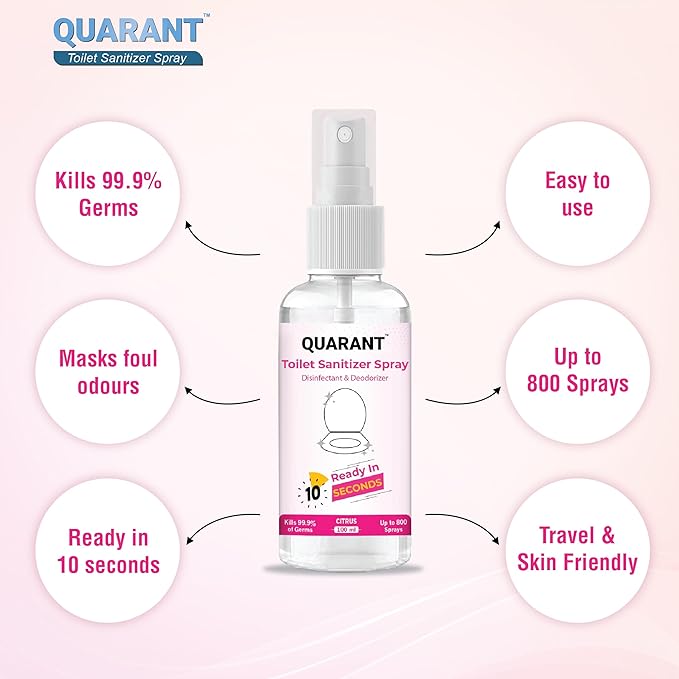 QUARANT™
Toilet Sanitizer Spray
Kills 99.9%
Germs
Easy to
use
Masks foul
odours
Up to
800 Sprays
Ready in
10 seconds
Travel &
Skin Friendly
QUARANT™
Toilet Sanitizer Spray
Disinfectant & Deodorizer
10
Ready In
SECONDS
Kills 99.9%
of Germs
CITRUS
100 ml
Up to 800
Sprays